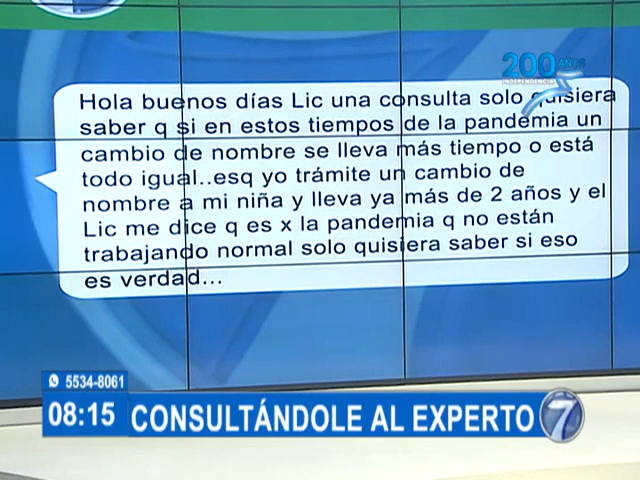 200 AÑOS
INDEPENDENCIA
Hola buenos días Lic una consulta solo quisiera
saber q si en estos tiempos de la pandemia un
cambio de nombre se lleva más tiempo o está
todo igual..esq yo trámite un cambio de
nombre a mi niña y lleva ya más de 2 años y el
Lic me dice q es x la pandemia q no están
trabajando normal solo quisiera saber si eso
es verdad...
5534-8061
08:15 CONSULTÁNDOLE AL EXPERTO 7